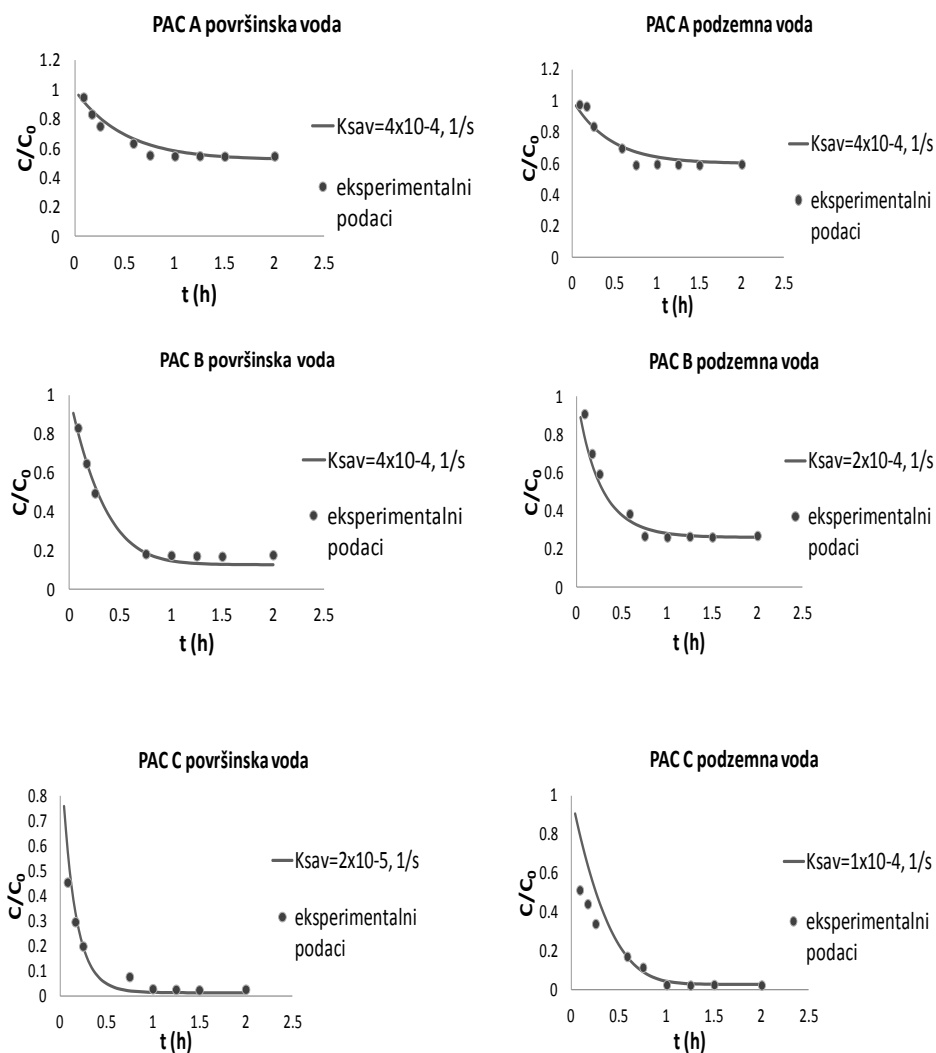 PAC A površinska voda
1.2
1
0.8
0.6
0.4
0.2
0
C/C₀
0 0.5 1 1.5 2 2.5
t (h)
Ksav=4x10-4, 1/s
eksperimentalni
podaci
PAC A podzemna voda
1.2
1
0.8
0.6
0.4
0.2
0
C/C₀
0 0.5 1 1.5 2 2.5
t (h)
Ksav=4x10-4, 1/s
eksperimentalni
podaci
PAC B površinska voda
1
0.8
0.6
0.4
0.2
0
C/C₀
0 0.5 1 1.5 2 2.5
t (h)
Ksav=4x10-4, 1/s
eksperimentalni
podaci
PAC B podzemna voda
1
0.8
0.6
0.4
0.2
0
C/C₀
0 0.5 1 1.5 2 2.5
t (h)
Ksav=2x10-4, 1/s
eksperimentalni
podaci
PAC C površinska voda
0.8
0.7
0.6
0.5
0.4
0.3
0.2
0.1
0
C/C₀
0 0.5 1 1.5 2 2.5
t (h)
Ksav=2x10-5, 1/s
eksperimentalni
podaci
PAC C podzemna voda
1
0.8
0.6
0.4
0.2
0
C/C₀
0 0.5 1 1.5 2 2.5
t (h)
Ksav=1x10-4, 1/s
eksperimentalni
podaci